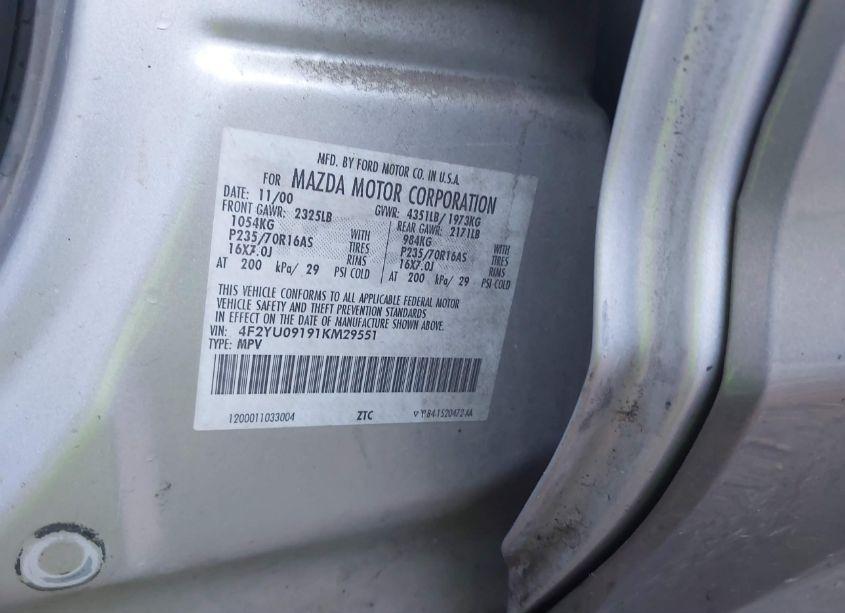 MFD. BY FORD MOTOR CO. IN U.S.A.
FOR MAZDA MOTOR CORPORATION
DATE: 11/00 GVWR: 4351LB/1973KG
FRONT GAWR: 2325LB REAR GAWR: 2171LB
1054KG WITH 984KG WITH
P235/70R16AS TIRES P235/70R16AS TIRES
16X7.0J RIMS 16X7.0J RIMS
AT 200 kPa/ 29 PSI COLD AT 200 kPa/ 29 PSI COLD
THIS VEHICLE CONFORMS TO ALL APPLICABLE FEDERAL MOTOR
VEHICLE SAFETY AND THEFT PREVENTION STANDARDS
IN EFFECT ON THE DATE OF MANUFACTURE SHOWN ABOVE.
VIN: 4F2YU09191KM29551
TYPE: MPV
1200011033004 ZTC